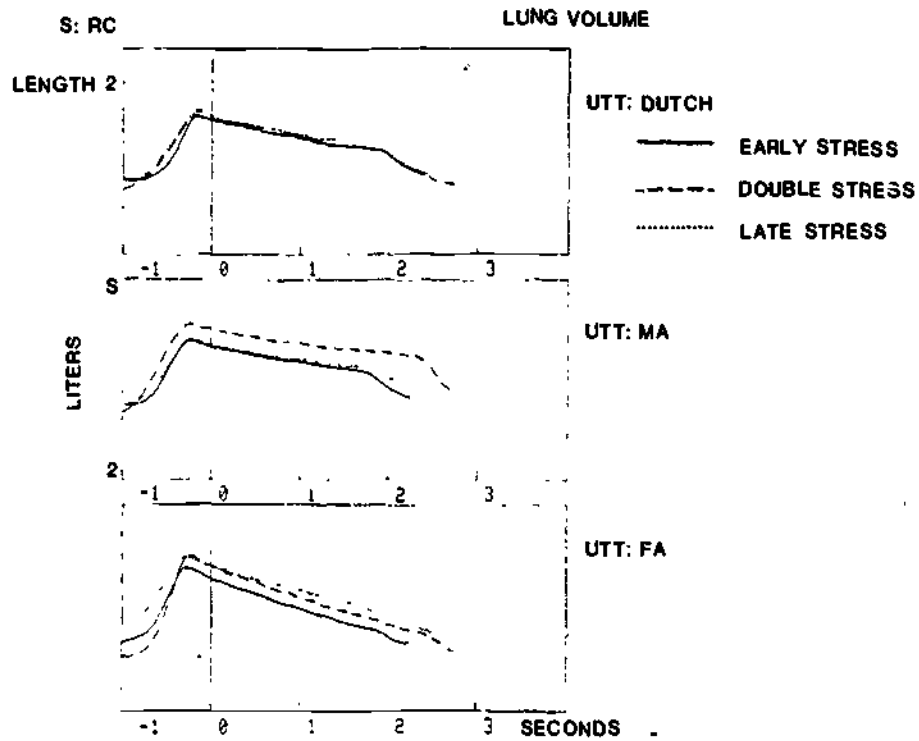 S: RC
LUNG VOLUME
LENGTH 2
UTT: DUTCH
EARLY STRESS
DOUBLE STRESS
LATE STRESS
-1 0 1 2 3
S
UTT: MA
LITERS
2
-1 0 1 2 3
UTT: FA
-1 0 1 2 3 SECONDS